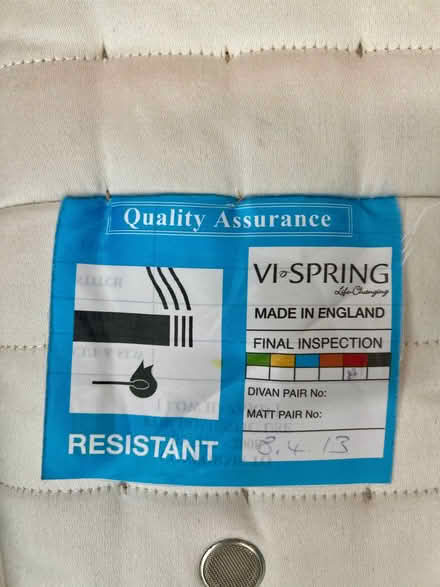 Quality Assurance
RESISTANT
VI-SPRING
Life Changing
MADE IN ENGLAND
FINAL INSPECTION
DIVAN PAIR No:
MATT PAIR No:
8.4.13